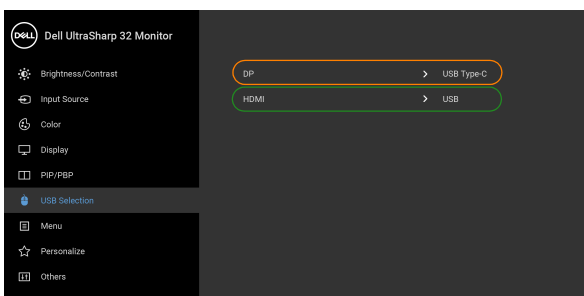 DELL
Dell UltraSharp 32 Monitor
Brightness/Contrast
Input Source
Color
Display
PIP/PBP
USB Selection
Menu
Personalize
Others
DP > USB Type-C
HDMI > USB